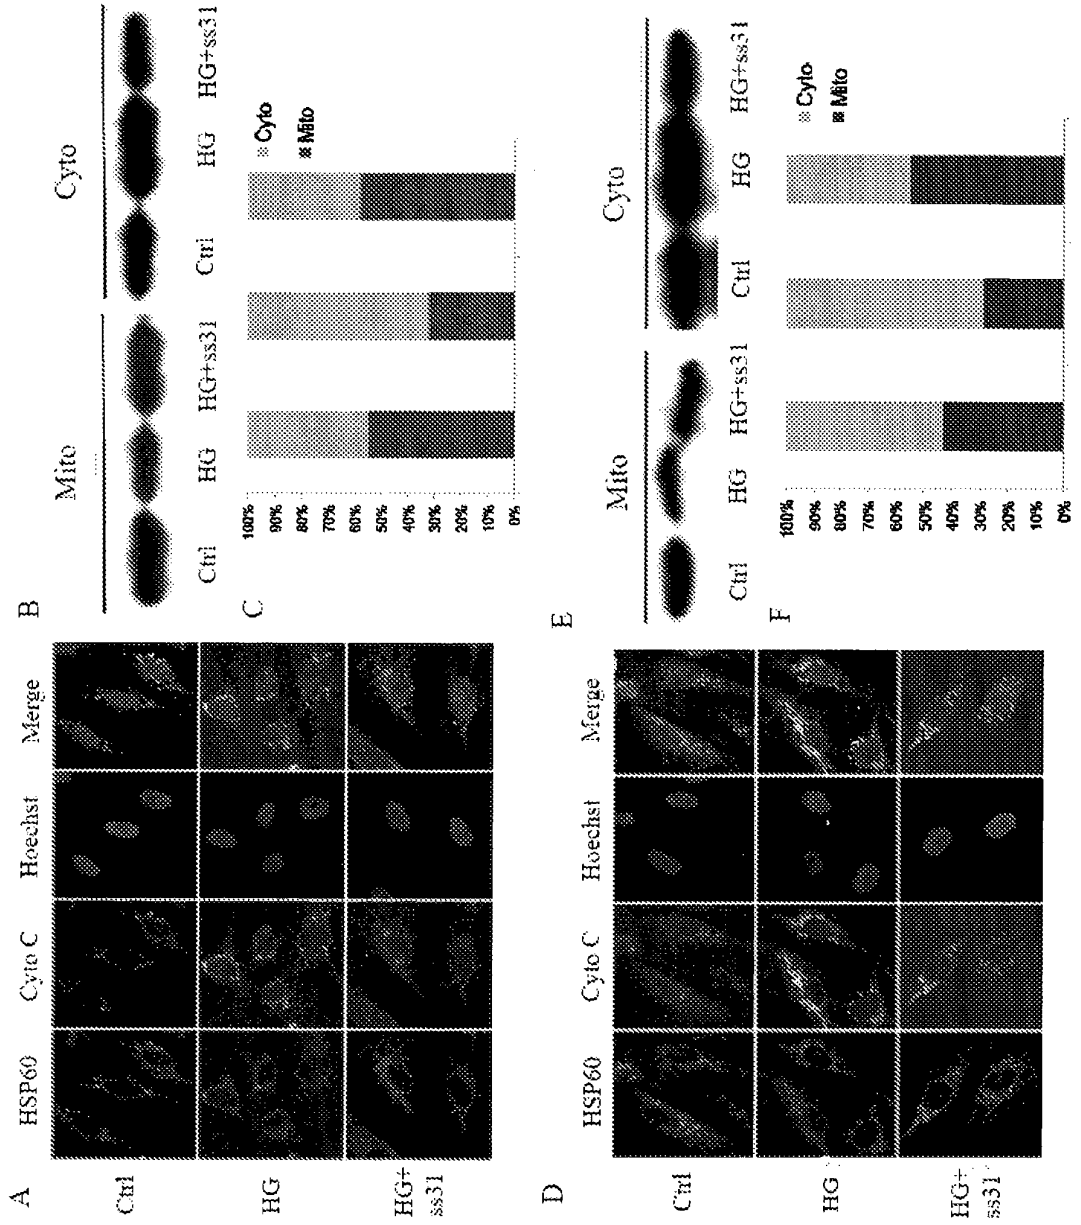 A
HSP60 Cyto C Hoechst Merge
Ctrl
HG
HG+
ss31
B
Mito Cyto
Ctrl HG HG+ss31 Ctrl HG HG+ss31
C
100%
90%
80%
70%
60%
50%
40%
30%
20%
10%
0%
Cyto
Mito
D
HSP60 Cyto C Hoechst Merge
Ctrl
HG
HG+
ss31
E
Mito Cyto
Ctrl HG HG+ss31 Ctrl HG HG+ss31
F
100%
90%
80%
70%
60%
50%
40%
30%
20%
10%
0%
Cyto
Mito